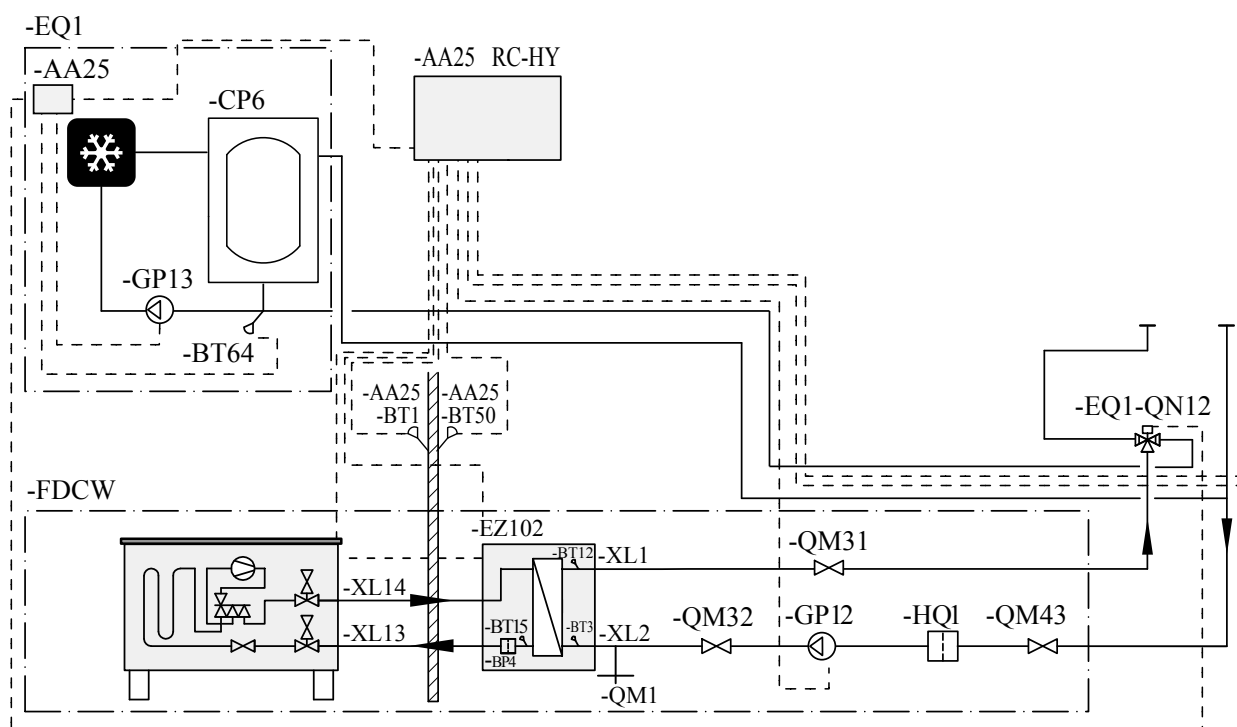 -EQ1
-AA25
-AA25 RC-HY
-CP6
-GP13
-BT64
-AA25
-BT1
-AA25
-BT50
-EQ1-QN12
-FDCW
-EZ102
-BT12
-XL1
-QM31
-XL14
-XL13
-BT15
-BT3
-XL2
-QM32
-GP12
-HQ1
-QM43
-BP4
-QM1